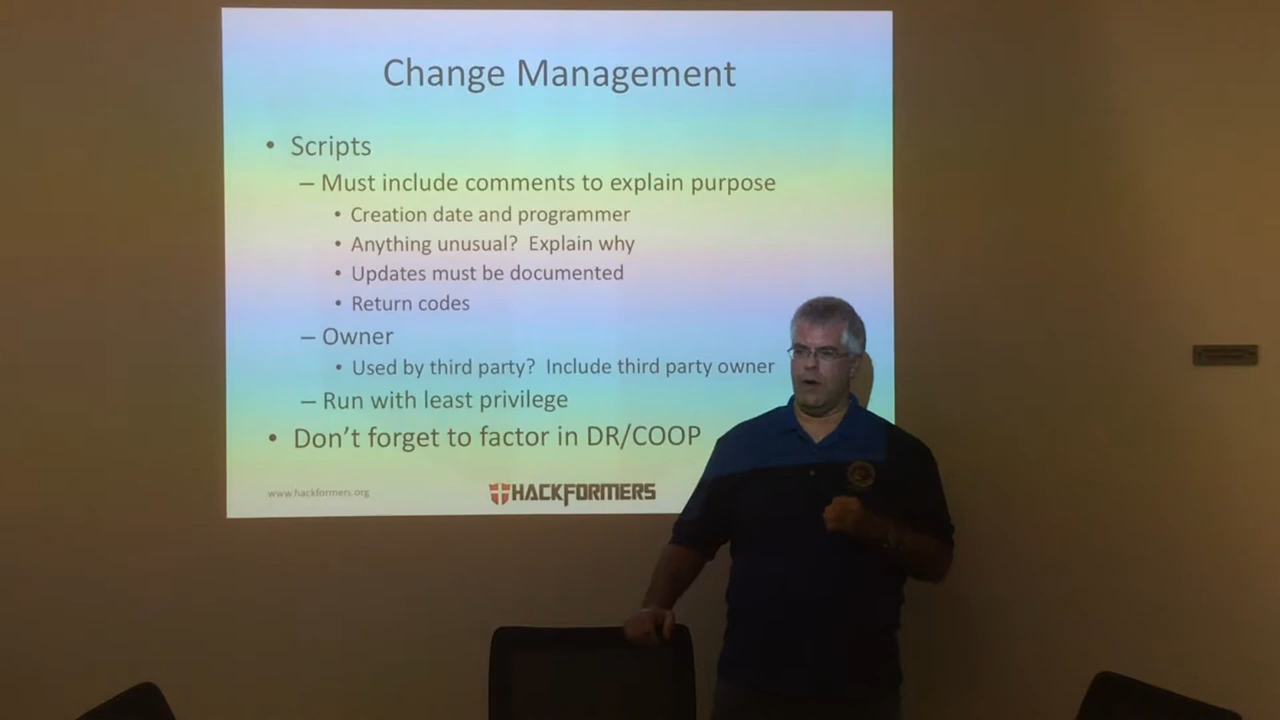 Change Management
• Scripts
– Must include comments to explain purpose
• Creation date and programmer
• Anything unusual? Explain why
• Updates must be documented
• Return codes
– Owner
• Used by third party? Include third party owner
– Run with least privilege
• Don't forget to factor in DR/COOP
www.hackformers.org
HACKFORMERS